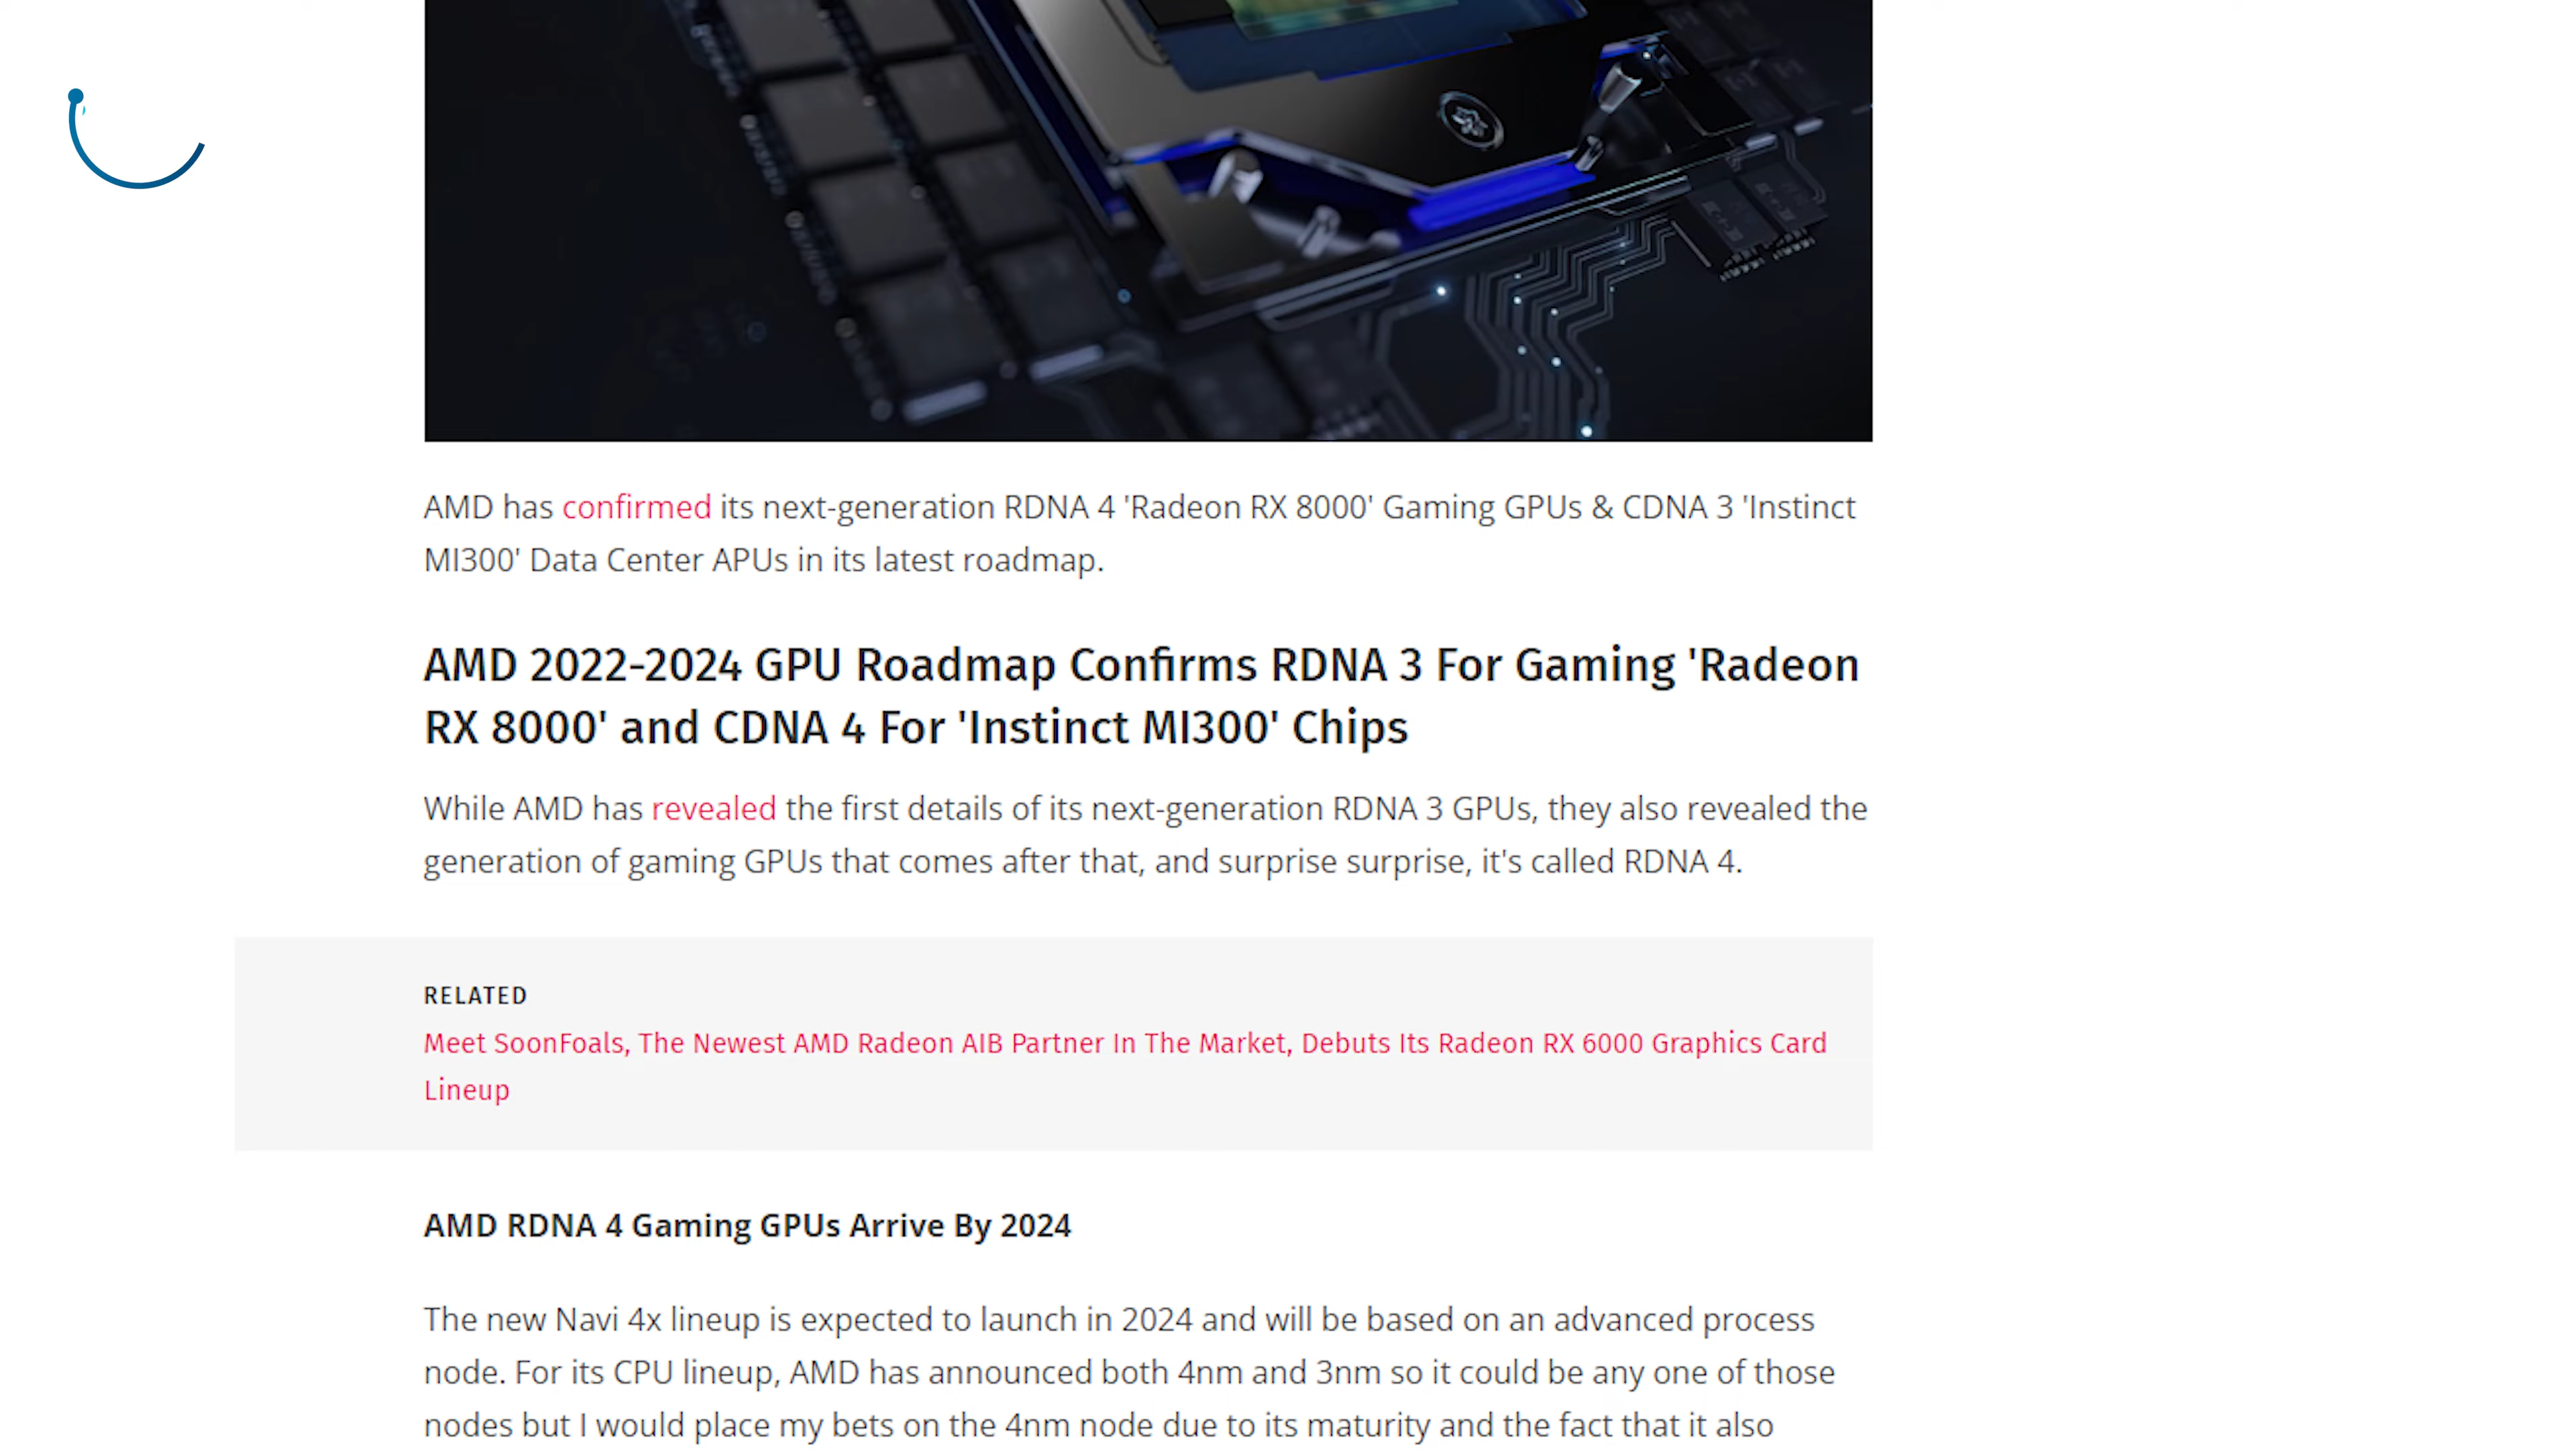 AMD has confirmed its next-generation RDNA 4 'Radeon RX 8000' Gaming GPUs & CDNA 3 'Instinct
MI300' Data Center APUs in its latest roadmap.
AMD 2022-2024 GPU Roadmap Confirms RDNA 3 For Gaming 'Radeon
RX 8000' and CDNA 4 For 'Instinct MI300' Chips
While AMD has revealed the first details of its next-generation RDNA 3 GPUs, they also revealed the
generation of gaming GPUs that comes after that, and surprise surprise, it's called RDNA 4.
RELATED
Meet SoonFoals, The Newest AMD Radeon AIB Partner In The Market, Debuts Its Radeon RX 6000 Graphics Card
Lineup
AMD RDNA 4 Gaming GPUs Arrive By 2024
The new Navi 4x lineup is expected to launch in 2024 and will be based on an advanced process
node. For its CPU lineup, AMD has announced both 4nm and 3nm so it could be any one of those
nodes but I would place my bets on the 4nm node due to its maturity and the fact that it also